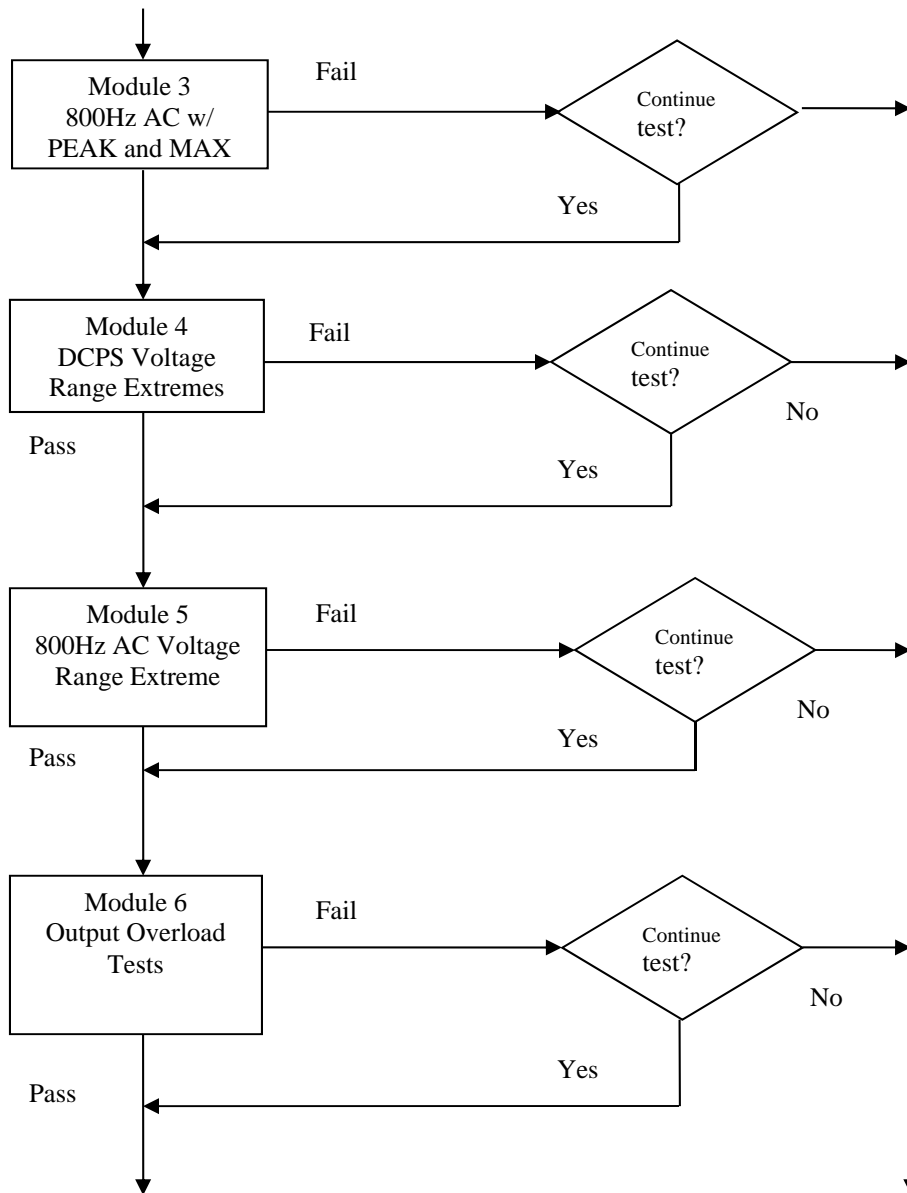 Module 3
800Hz AC w/
PEAK and MAX
Fail
Continue
test?
Yes
Module 4
DCPS Voltage
Range Extremes
Fail
Continue
test?
No
Pass
Yes
Module 5
800Hz AC Voltage
Range Extreme
Fail
Continue
test?
No
Pass
Yes
Module 6
Output Overload
Tests
Fail
Continue
test?
No
Pass
Yes